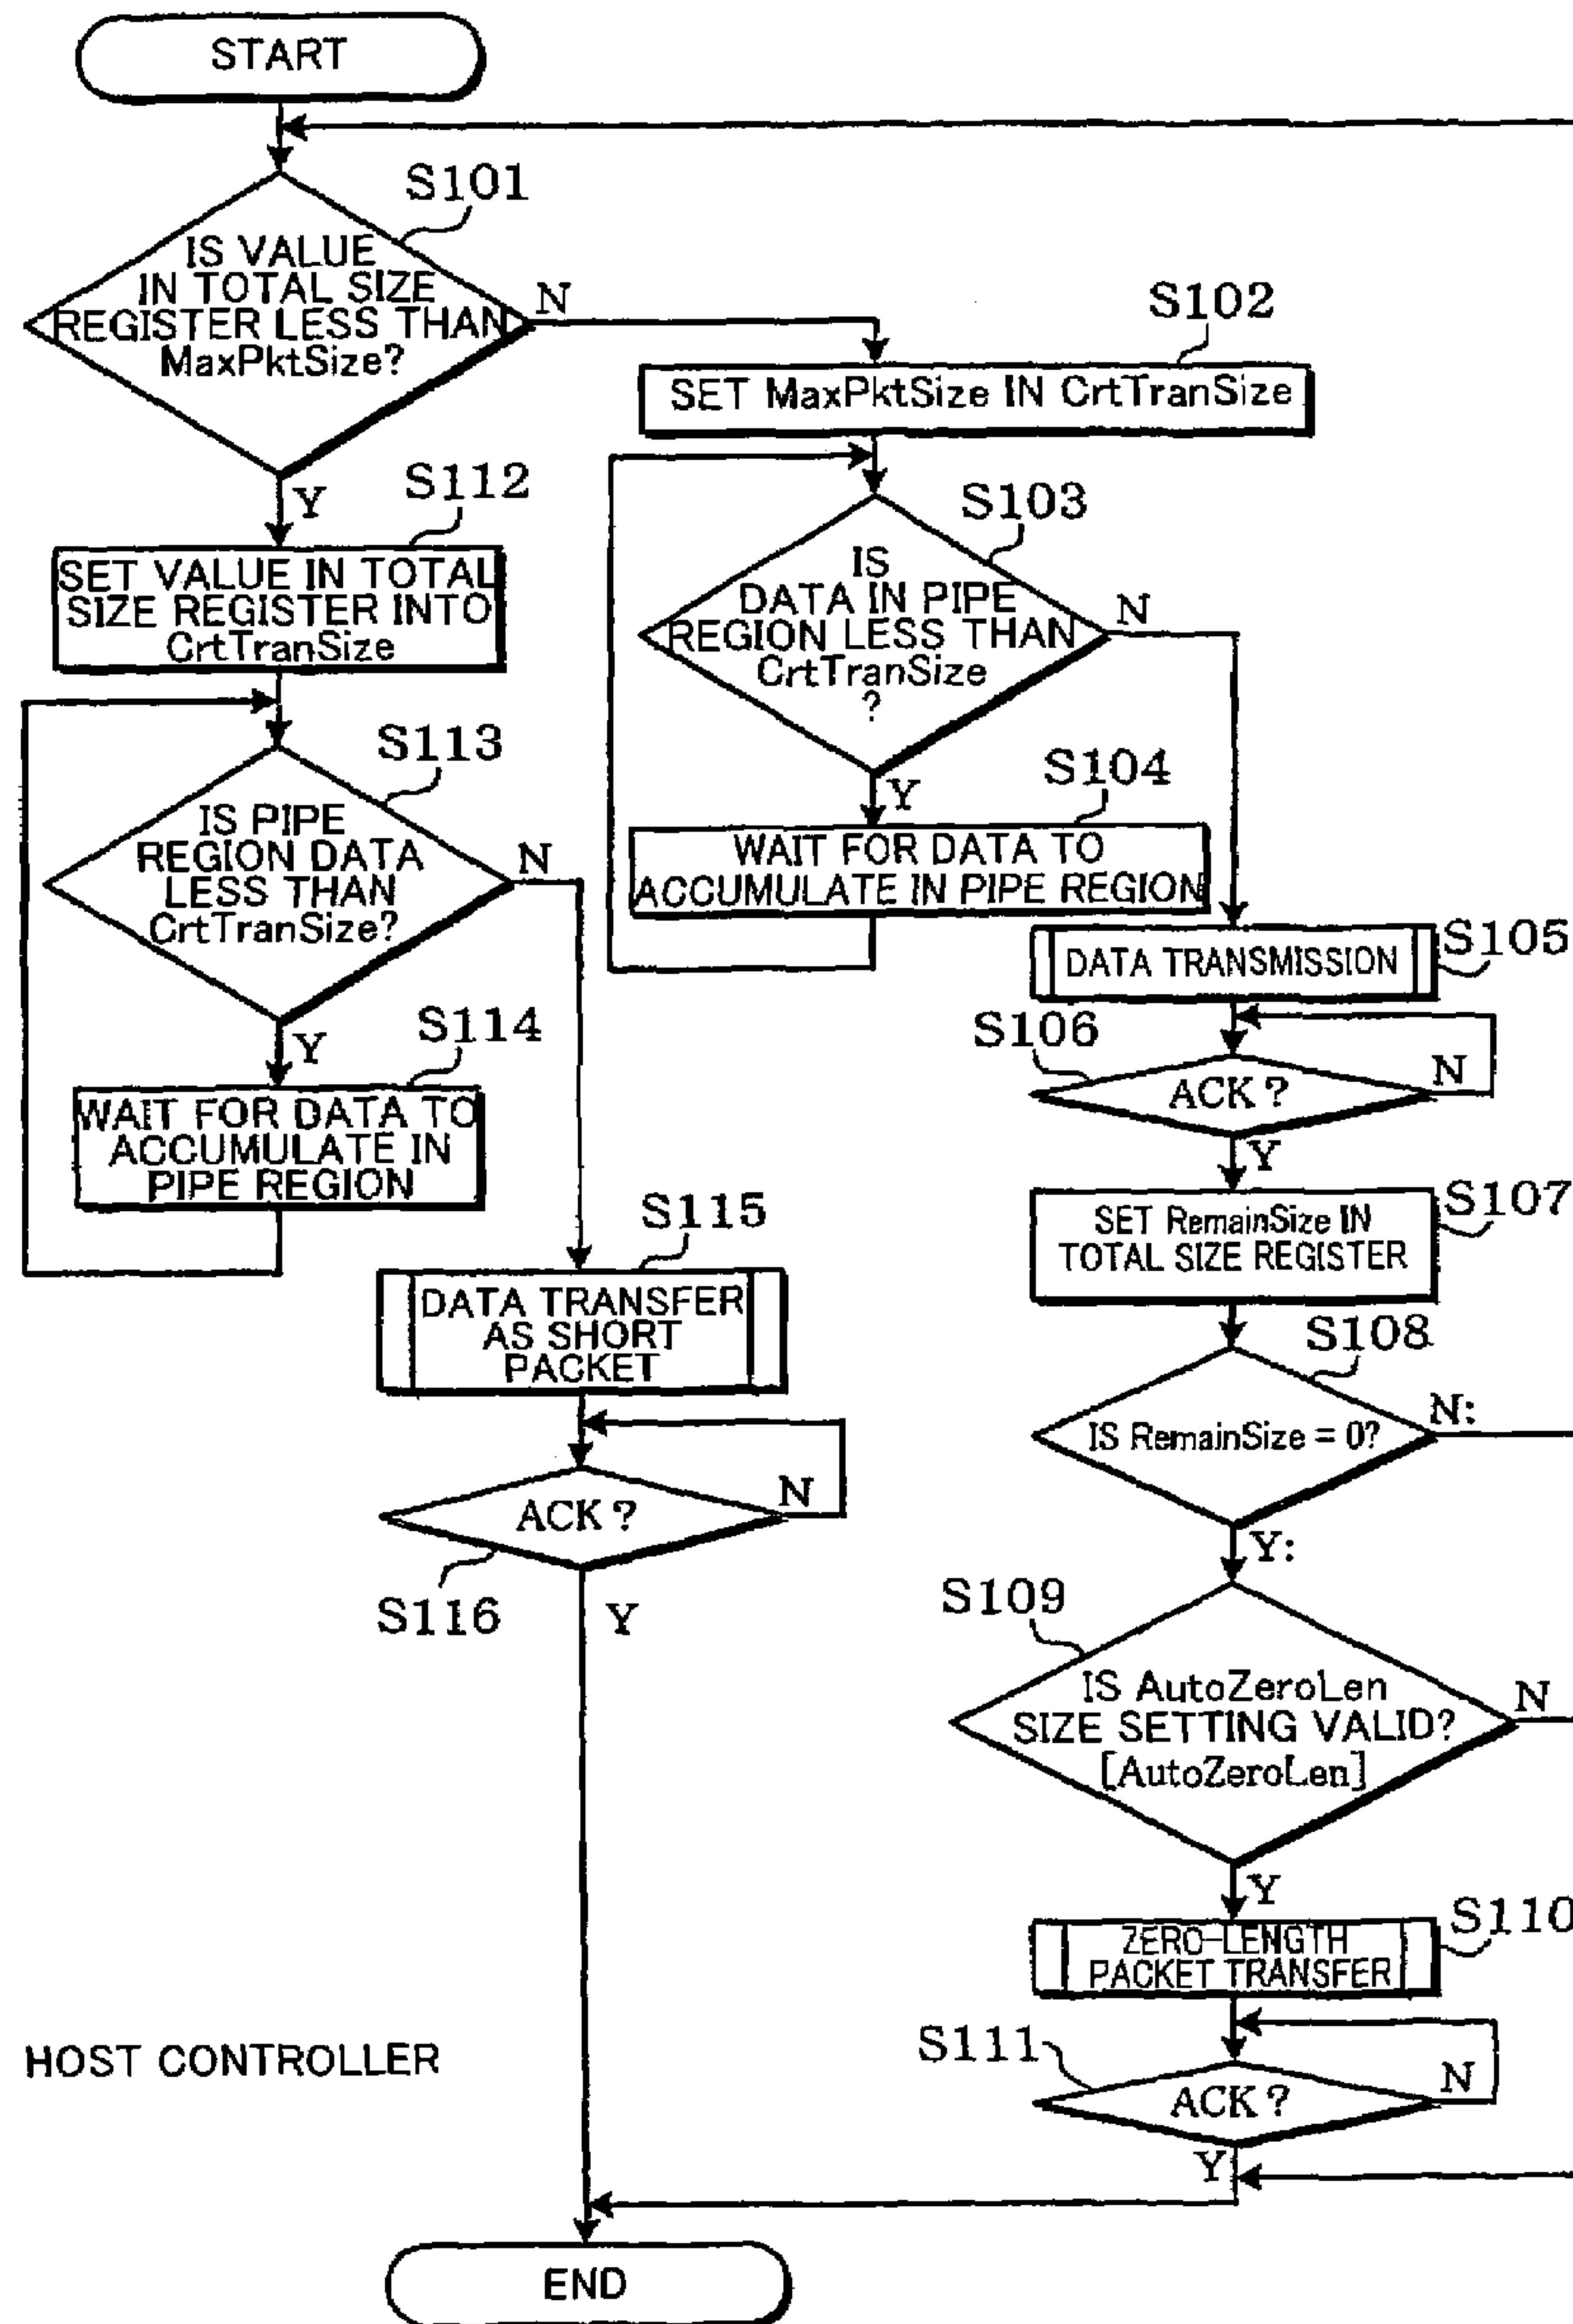 START
S101
IS VALUE
IN TOTAL SIZE
REGISTER LESS THAN
MaxPktSize?
N
Y
S102
SET MaxPktSize IN CrtTranSize
S103
IS
DATA IN PIPE
REGION LESS THAN
CrtTranSize
?
N
Y
S104
WAIT FOR DATA TO
ACCUMULATE IN PIPE REGION
S112
SET VALUE IN TOTAL
SIZE REGISTER INTO
CrtTranSize
S113
IS PIPE
REGION DATA
LESS THAN
CrtTranSize?
N
Y
S114
WAIT FOR DATA TO
ACCUMULATE IN
PIPE REGION
S115
DATA TRANSFER
AS SHORT
PACKET
ACK ?
N
S116
Y
S105
DATA TRANSMISSION
S106
ACK ?
N
Y
S107
SET RemainSize IN
TOTAL SIZE REGISTER
S108
IS RemainSize = 0?
N:
Y:
S109
IS AutoZeroLen
SIZE SETTING VALID?
[AutoZeroLen]
N
Y
S110
ZERO-LENGTH
PACKET TRANSFER
S111
ACK ?
N
Y
HOST CONTROLLER
END